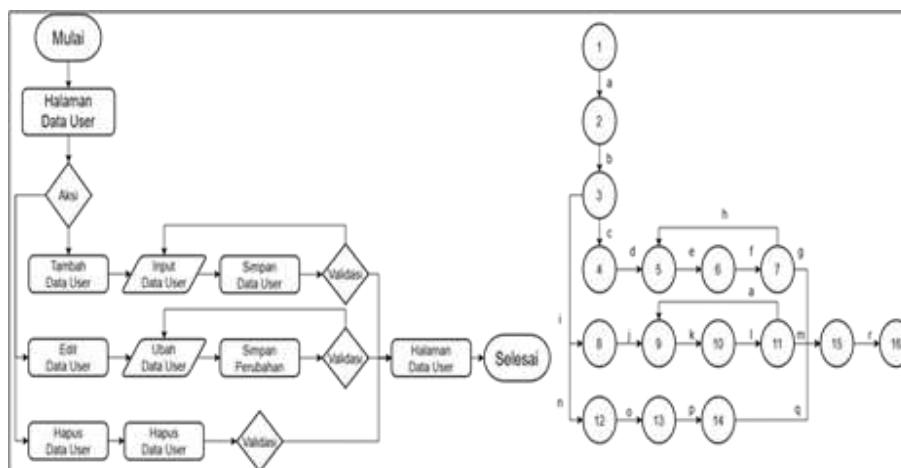 Mulai
Halaman
Data User
Aksi
Tambah
Data User
Input
Data User
Simpan
Data User
Validasi
Edit
Data User
Ubah
Data User
Simpan
Perubahan
Validasi
Halaman
Data User
Selesai
Hapus
Data User
Hapus
Data User
Validasi
1
a
2
b
3
c
h
4
d
5
e
6
f
7
g
i
a
8
j
9
k
10
l
11
m
15
r
16
n
12
o
13
p
14
q